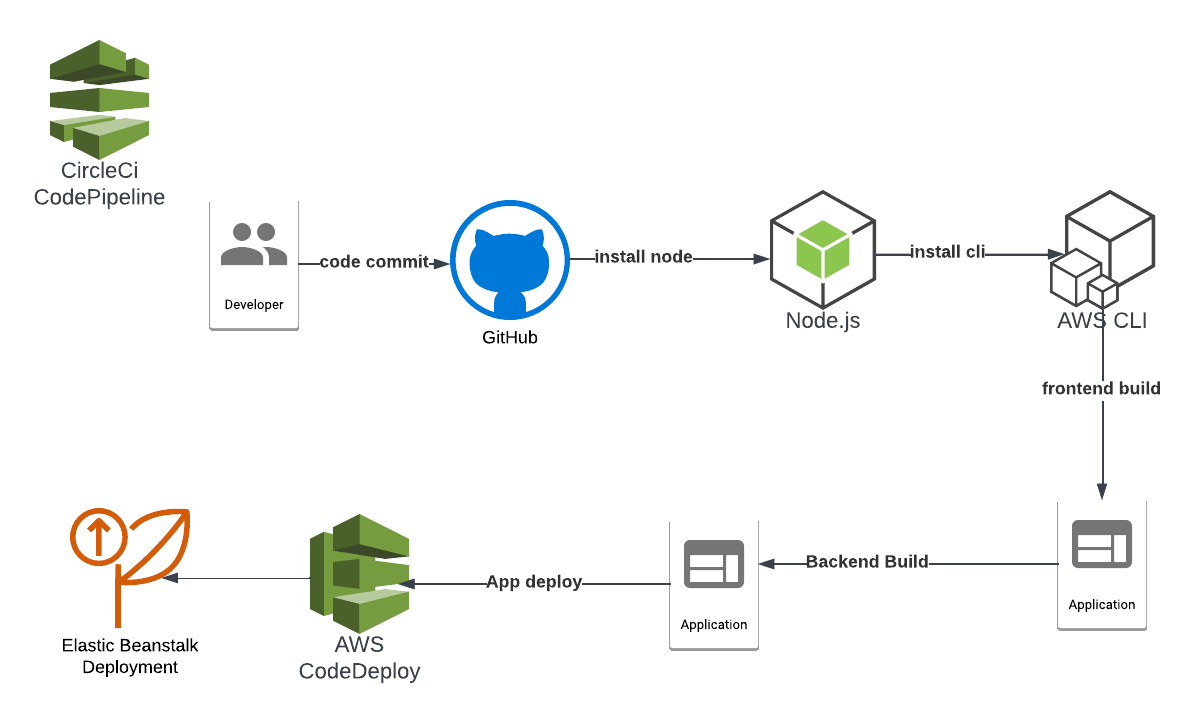 CircleCi
CodePipeline
Developer
code commit
GitHub
install node
Node.js
install cli
AWS CLI
frontend build
Application
Backend Build
Application
App deploy
AWS
CodeDeploy
Elastic Beanstalk
Deployment